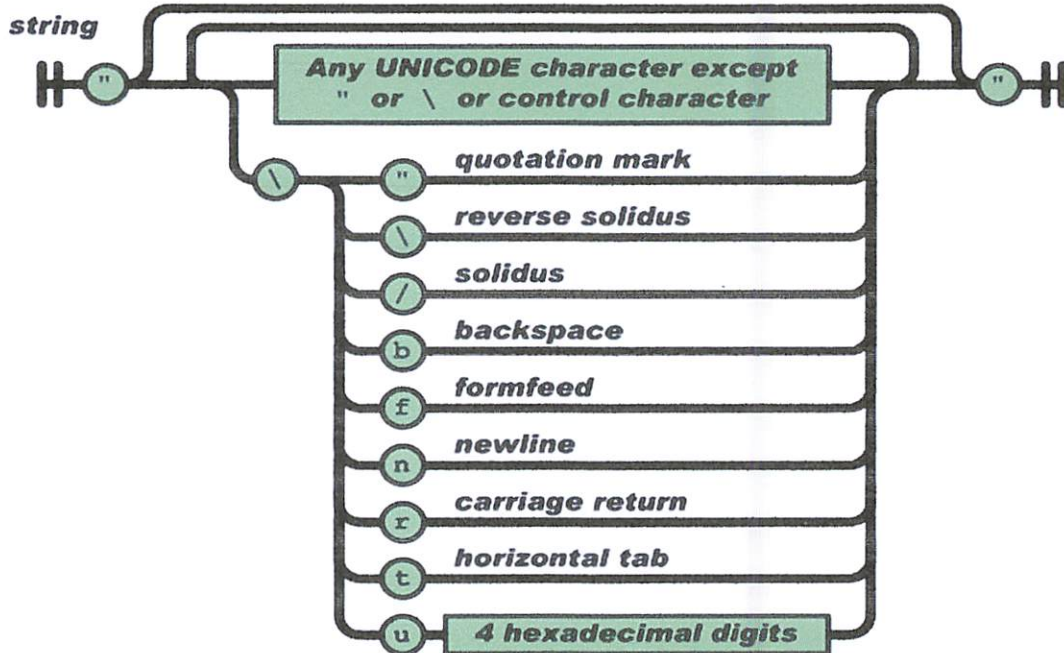 string
" Any UNICODE character except "
" or \ or control character
\ " quotation mark
\ reverse solidus
/ solidus
b backspace
f formfeed
n newline
r carriage return
t horizontal tab
u 4 hexadecimal digits